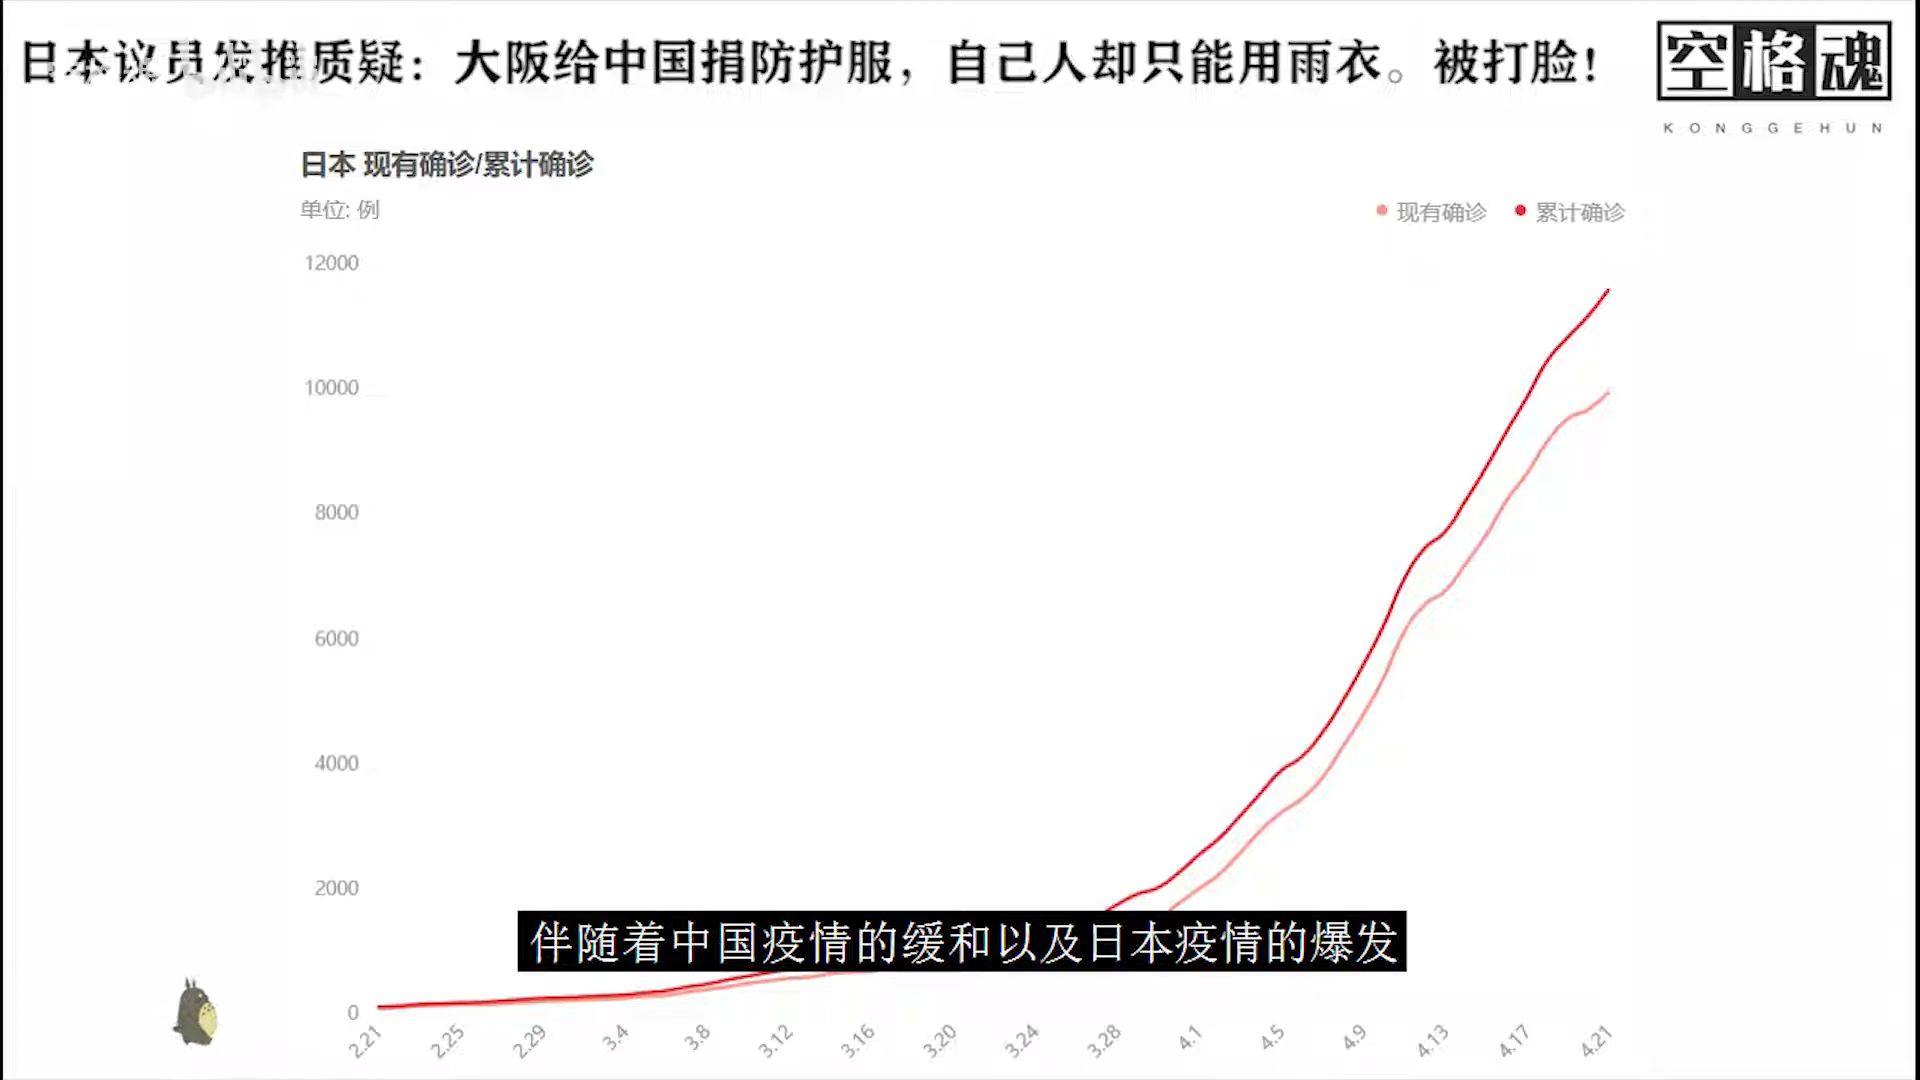 日本议员发推质疑：大阪给中国捐防护服，自己人却只能用雨衣。被打脸！
空格魂
KONGGEHUN
日本 现有确诊/累计确诊
单位: 例
现有确诊 累计确诊
12000
10000
8000
6000
4000
2000
0
伴随着中国疫情的缓和以及日本疫情的爆发
2.21 2.25 2.29 3.4 3.8 3.12 3.16 3.20 3.24 3.28 4.1 4.5 4.9 4.13 4.17 4.21